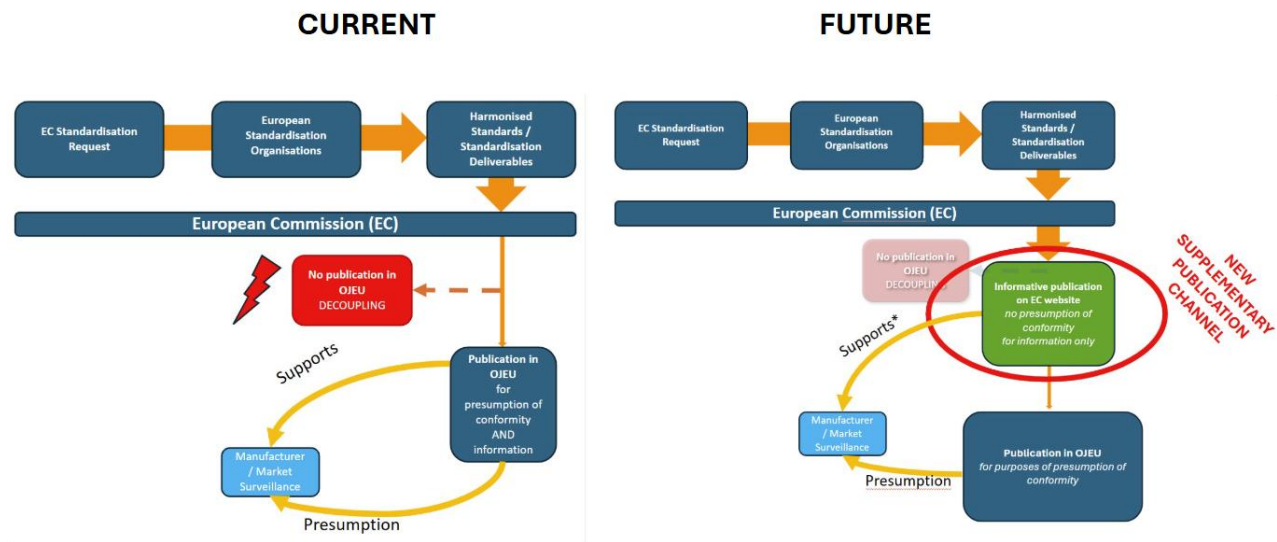 CURRENT
EC Standardisation
Request
European
Standardisation
Organisations
Harmonised
Standards /
Standardisation
Deliverables
European Commission (EC)
No publication in
OJEU
DECOUPLING
Supports
Publication in
OJEU
for
presumption of
conformity
AND
information
Manufacturer
/ Market
Surveillance
Presumption
FUTURE
EC Standardisation
Request
European
Standardisation
Organisations
Harmonised
Standards /
Standardisation
Deliverables
European Commission (EC)
No publication in
OJEU
DECOUPLING
Informative publication
on EC website
no presumption of
conformity
for information only
NEW
SUPPLEMENTARY
PUBLICATION
CHANNEL
Supports*
Manufacturer
/ Market
Surveillance
Publication in OJEU
for purposes of presumption of
conformity
Presumption